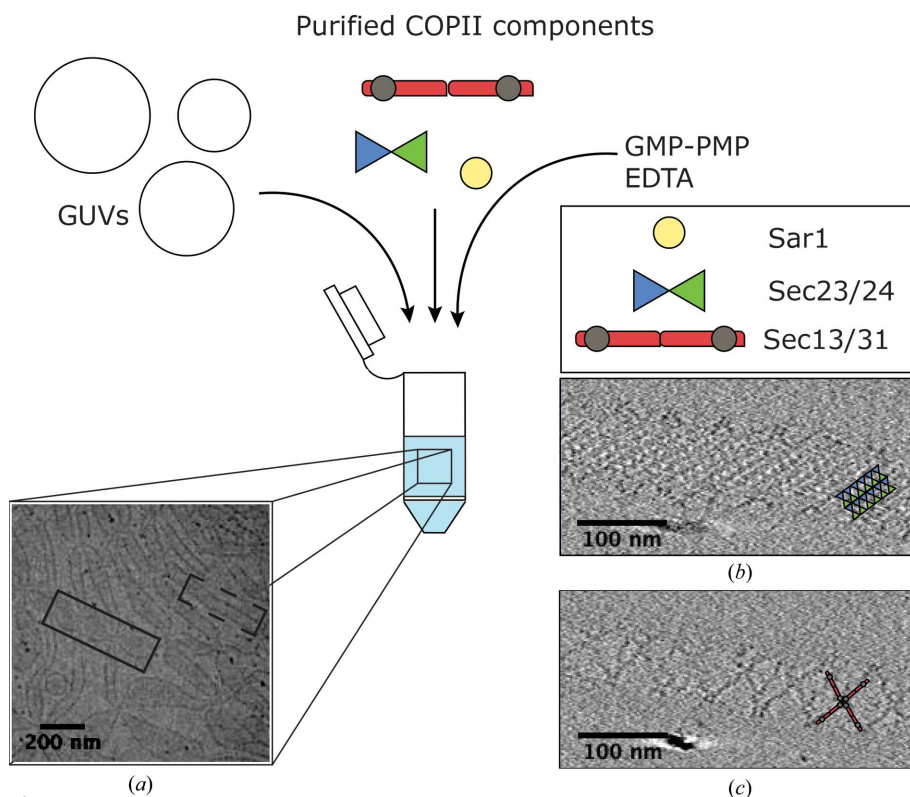 Purified COPII components
GUVs
GMP-PMP
EDTA
Sar1
Sec23/24
Sec13/31
100 nm
(b)
100 nm
(c)
200 nm
(a)